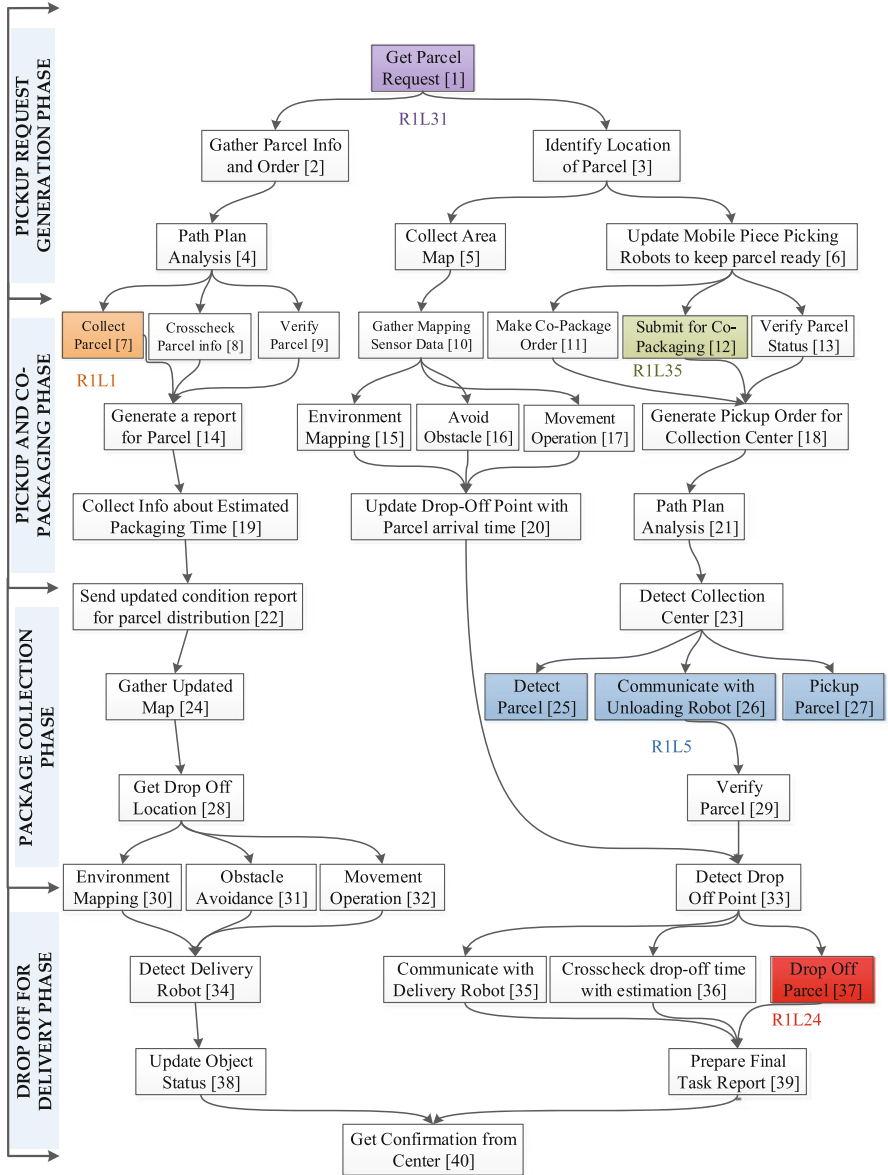 PICKUP REQUEST
GENERATION PHASE
Get Parcel
Request [1]
R1L31
Gather Parcel Info
and Order [2]
Identify Location
of Parcel [3]
Path Plan
Analysis [4]
Collect Area
Map [5]
Update Mobile Piece Picking
Robots to keep parcel ready [6]
PICKUP AND CO-
PACKAGING PHASE
Collect
Parcel [7]
Crosscheck
Parcel info [8]
Verify
Parcel [9]
Gather Mapping
Sensor Data [10]
Make Co-Package
Order [11]
Submit for Co-
Packaging [12]
Verify Parcel
Status [13]
R1L1
R1L35
Generate a report
for Parcel [14]
Environment
Mapping [15]
Avoid
Obstacle [16]
Movement
Operation [17]
Generate Pickup Order for
Collection Center [18]
Collect Info about Estimated
Packaging Time [19]
Update Drop-Off Point with
Parcel arrival time [20]
Path Plan
Analysis [21]
PACKAGE COLLECTION
PHASE
Send updated condition report
for parcel distribution [22]
Detect Collection
Center [23]
Gather Updated
Map [24]
Detect
Parcel [25]
Communicate with
Unloading Robot [26]
Pickup
Parcel [27]
R1L5
Get Drop Off
Location [28]
Verify
Parcel [29]
Environment
Mapping [30]
Obstacle
Avoidance [31]
Movement
Operation [32]
Detect Drop
Off Point [33]
DROP OFF FOR
DELIVERY PHASE
Detect Delivery
Robot [34]
Communicate with
Delivery Robot [35]
Crosscheck drop-off time
with estimation [36]
Drop Off
Parcel [37]
R1L24
Update Object
Status [38]
Prepare Final
Task Report [39]
Get Confirmation from
Center [40]